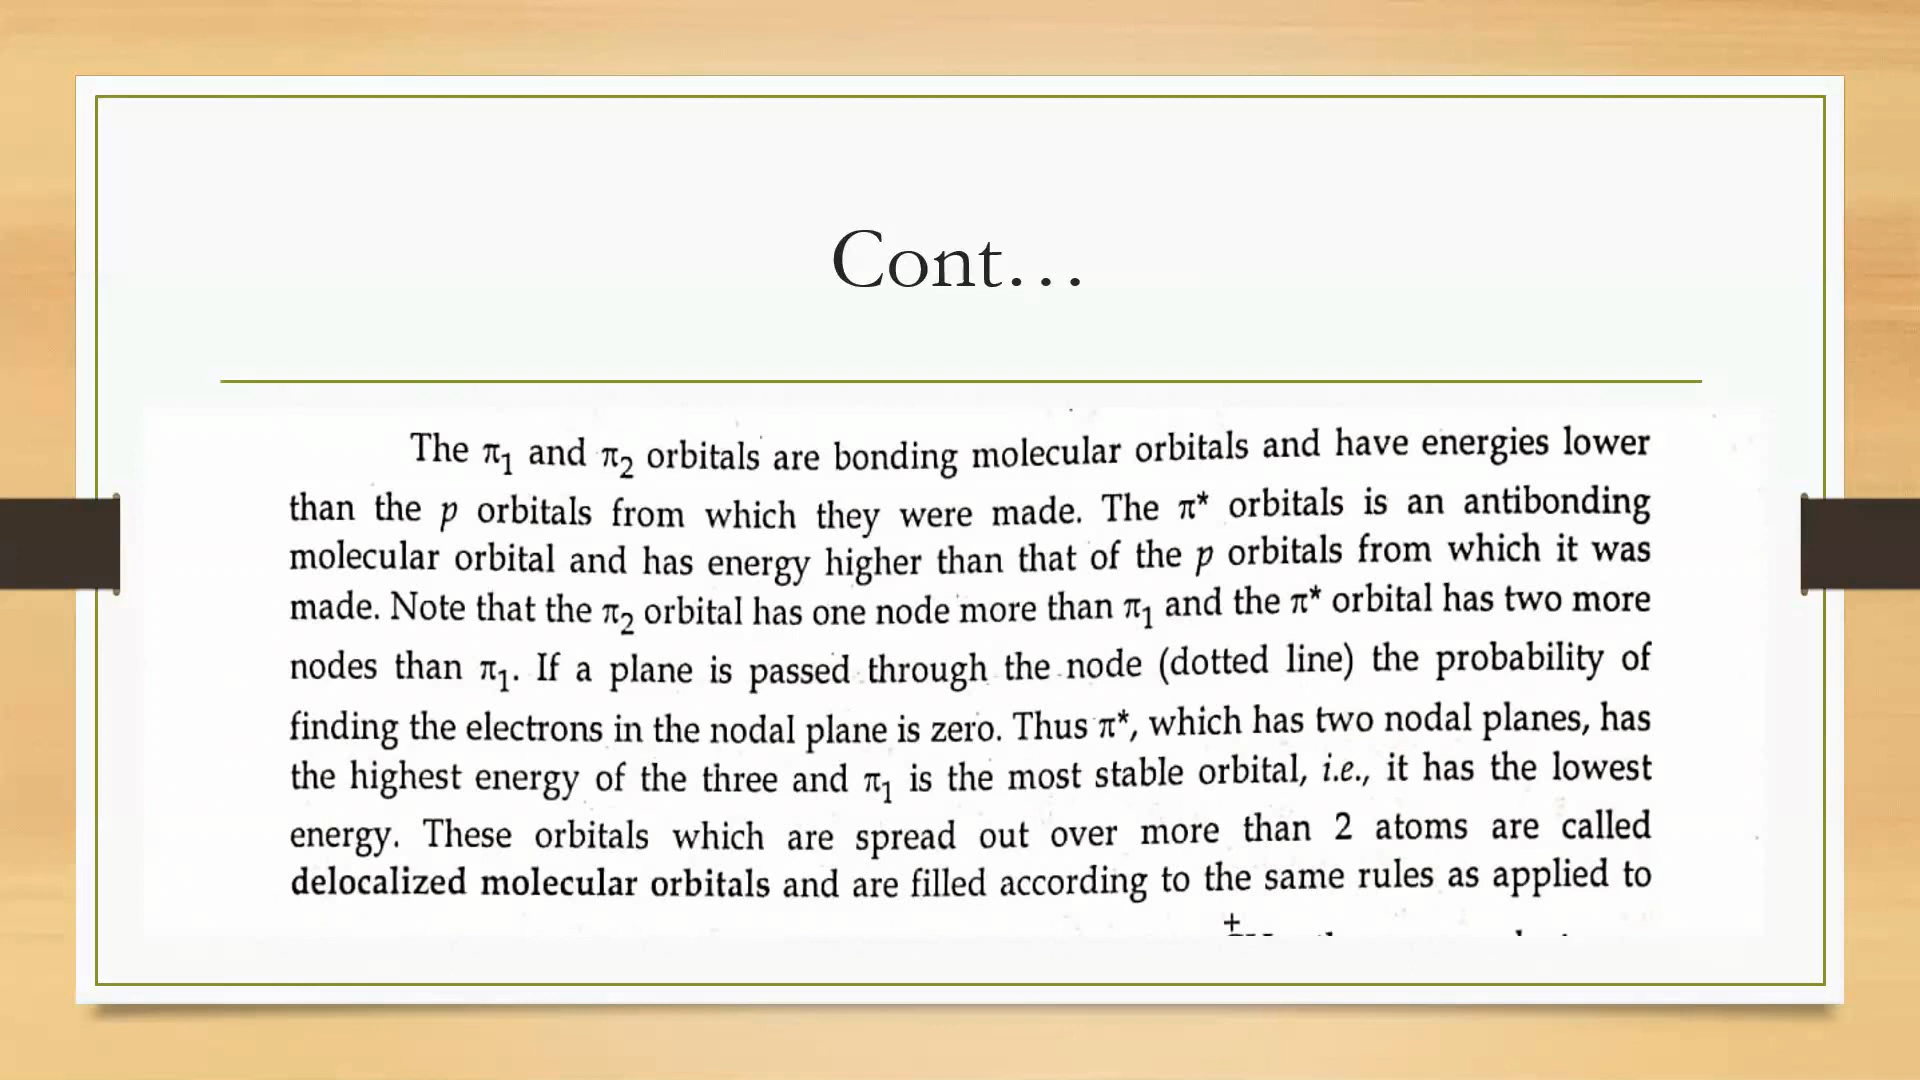 Cont…
The π₁ and π₂ orbitals are bonding molecular orbitals and have energies lower
than the p orbitals from which they were made. The π* orbitals is an antibonding
molecular orbital and has energy higher than that of the p orbitals from which it was
made. Note that the π₂ orbital has one node more than π₁ and the π* orbital has two more
nodes than π₁. If a plane is passed through the node (dotted line) the probability of
finding the electrons in the nodal plane is zero. Thus π*, which has two nodal planes, has
the highest energy of the three and π₁ is the most stable orbital, i.e., it has the lowest
energy. These orbitals which are spread out over more than 2 atoms are called
delocalized molecular orbitals and are filled according to the same rules as applied to
+